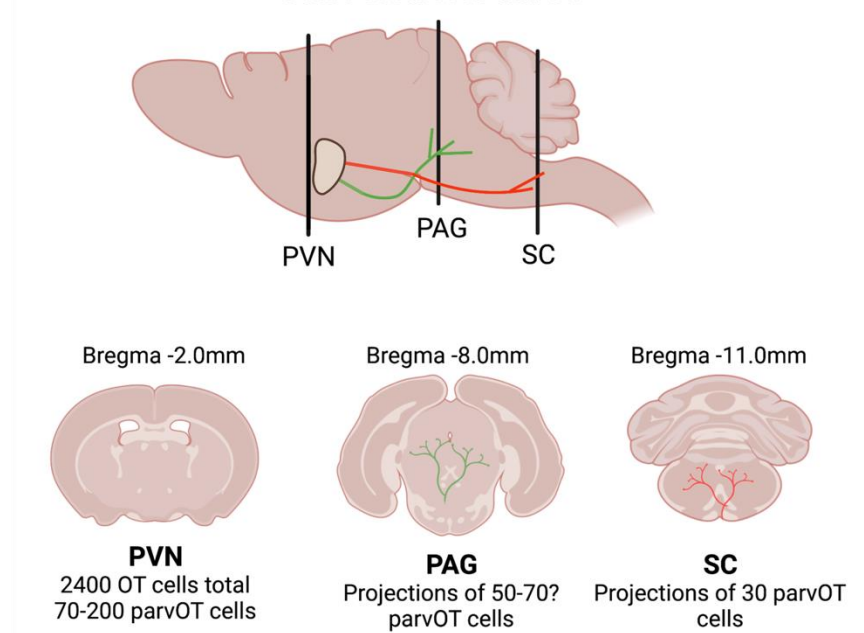 PVN
PAG
SC
Bregma -2.0mm
Bregma -8.0mm
Bregma -11.0mm
PVN
2400 OT cells total
70-200 parvOT cells
PAG
Projections of 50-70?
parvOT cells
SC
Projections of 30 parvOT
cells